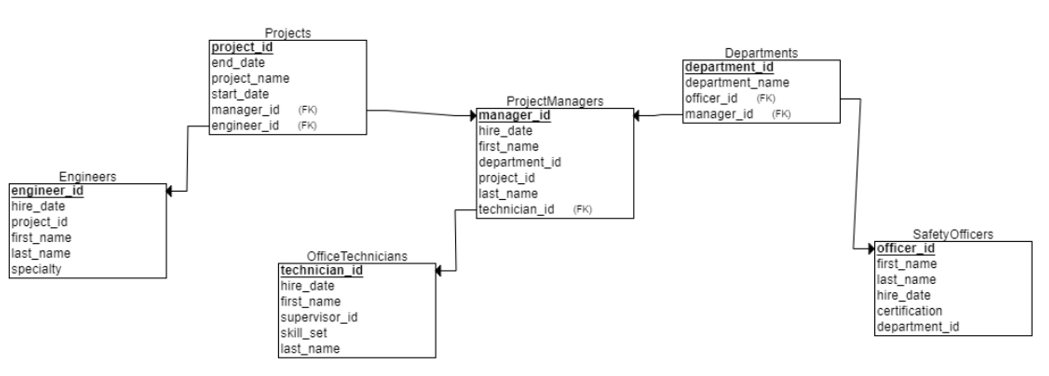 Projects
project_id
end_date
project_name
start_date
manager_id (FK)
engineer_id (FK)
Departments
department_id
department_name
officer_id (FK)
manager_id (FK)
ProjectManagers
manager_id
hire_date
first_name
department_id
project_id
last_name
technician_id (FK)
Engineers
engineer_id
hire_date
project_id
first_name
last_name
specialty
OfficeTechnicians
technician_id
hire_date
first_name
supervisor_id
skill_set
last_name
SafetyOfficers
officer_id
first_name
last_name
hire_date
certification
department_id